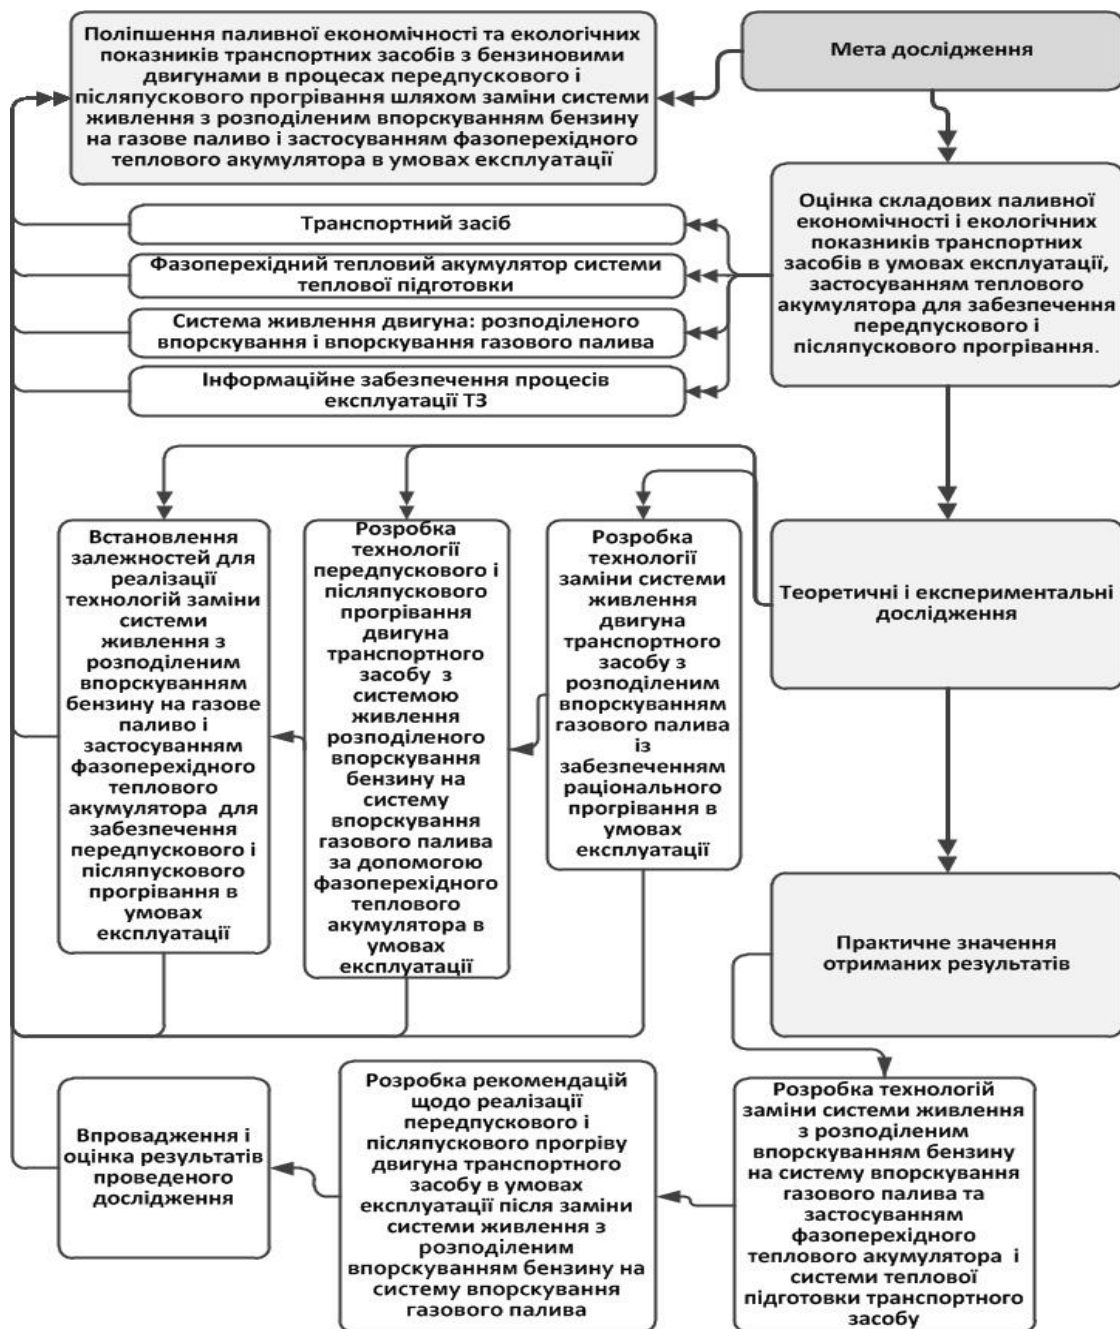 Поліпшення паливної економічності та екологічних
показників транспортних засобів з бензиновими
двигунами в процесах передпускового і
післяпускового прогрівання шляхом заміни системи
живлення з розподіленим впорскуванням бензину
на газове паливо і застосуванням фазоперехідного
теплового акумулятора в умовах експлуатації
Мета дослідження
Оцінка складових паливної
економічності і екологічних
показників транспортних
засобів в умовах експлуатації,
застосуванням теплового
акумулятора для забезпечення
передпускового і
післяпускового прогрівання.
Транспортний засіб
Фазоперехідний тепловий акумулятор системи
теплової підготовки
Система живлення двигуна: розподіленого
впорскування і впорскування газового палива
Інформаційне забезпечення процесів
експлуатації ТЗ
Встановлення
залежностей для
реалізації
технологій заміни
системи
живлення з
розподіленим
впорскуванням
бензину на газове
паливо і
застосуванням
фазоперехідного
теплового
акумулятора для
забезпечення
передпускового і
післяпускового
прогрівання в
умовах
експлуатації
Розробка
технології
передпускового і
післяпускового
прогрівання
двигуна
транспортного
засобу з
системою
живлення
розподіленого
впорскування
бензину на
систему
впорскування
газового палива
за допомогою
фазоперехідного
теплового
акумулятора в
умовах
експлуатації
Розробка
технології
заміни системи
живлення
двигуна
транспортного
засобу з
розподіленим
впорскуванням
газового палива
із
забезпеченням
раціонального
прогрівання в
умовах
експлуатації
Теоретичні і експериментальні
дослідження
Практичне значення
отриманих результатів
Впровадження і
оцінка результатів
проведеного
дослідження
Розробка рекомендацій
щодо реалізації
передпускового і
післяпускового прогріву
двигуна транспортного
засобу в умовах
експлуатації після заміни
системи живлення з
розподіленим
впорскуванням бензину на
систему впорскування
газового палива
Розробка технологій
заміни системи живлення
з розподіленим
впорскуванням бензину
на систему впорскування
газового палива та
застосуванням
фазоперехідного
теплового акумулятора і
системи теплової
підготовки транспортного
засобу